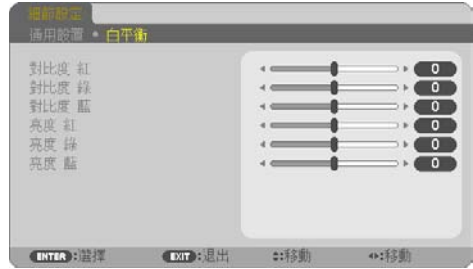 細節設定
通用設置 • 白平衡
對比度 紅 0
對比度 綠 0
對比度 藍 0
亮度 紅 0
亮度 綠 0
亮度 藍 0
ENTER :選擇 EXIT :退出 :移動 :移動